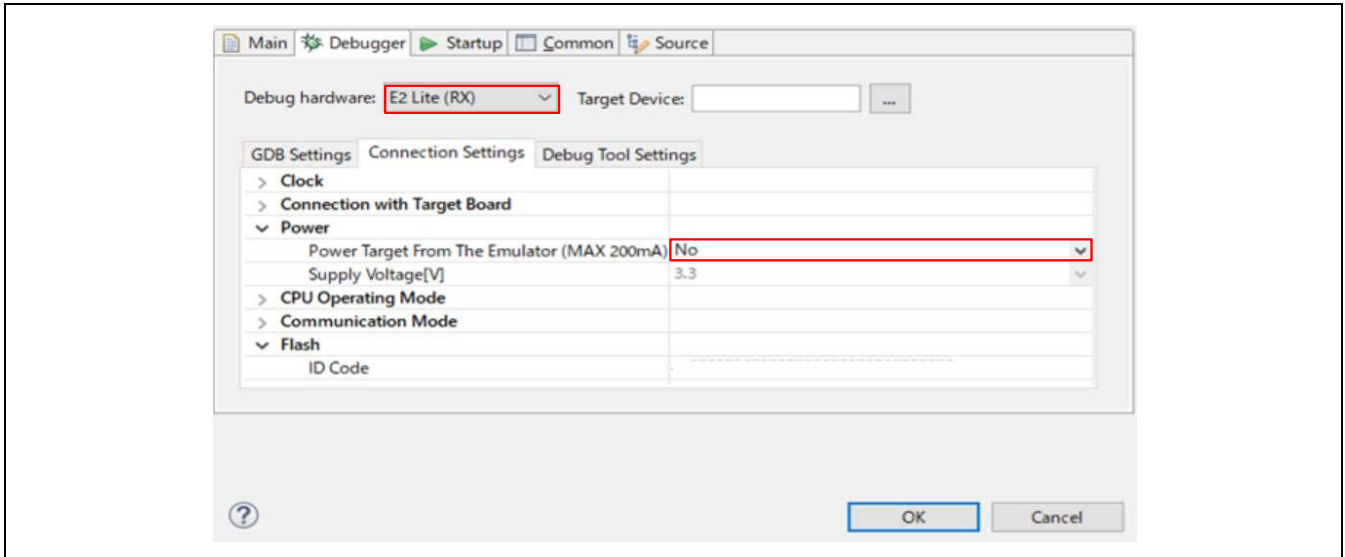 Main Debugger Startup Common Source
Debug hardware: E2 Lite (RX) Target Device: ...
GDB Settings Connection Settings Debug Tool Settings
> Clock
> Connection with Target Board
Power
Power Target From The Emulator (MAX 200mA) No
Supply Voltage[V] 3.3
> CPU Operating Mode
> Communication Mode
Flash
ID Code
? OK Cancel